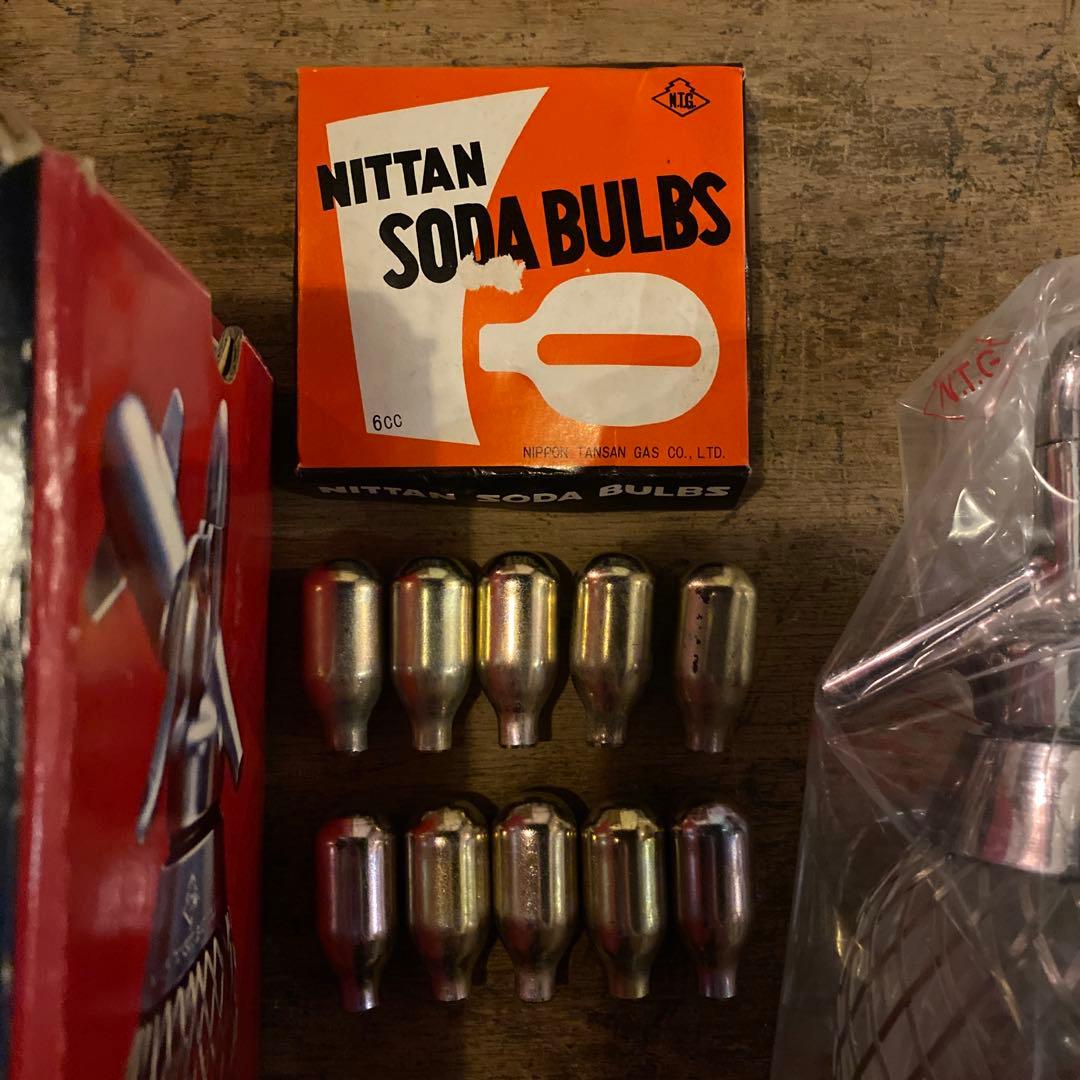 N.T.G.
NITTAN
SODA BULBS
6cc
NIPPON TANSAN GAS CO., LTD.
NITTAN SODA BULBS
N.T.G